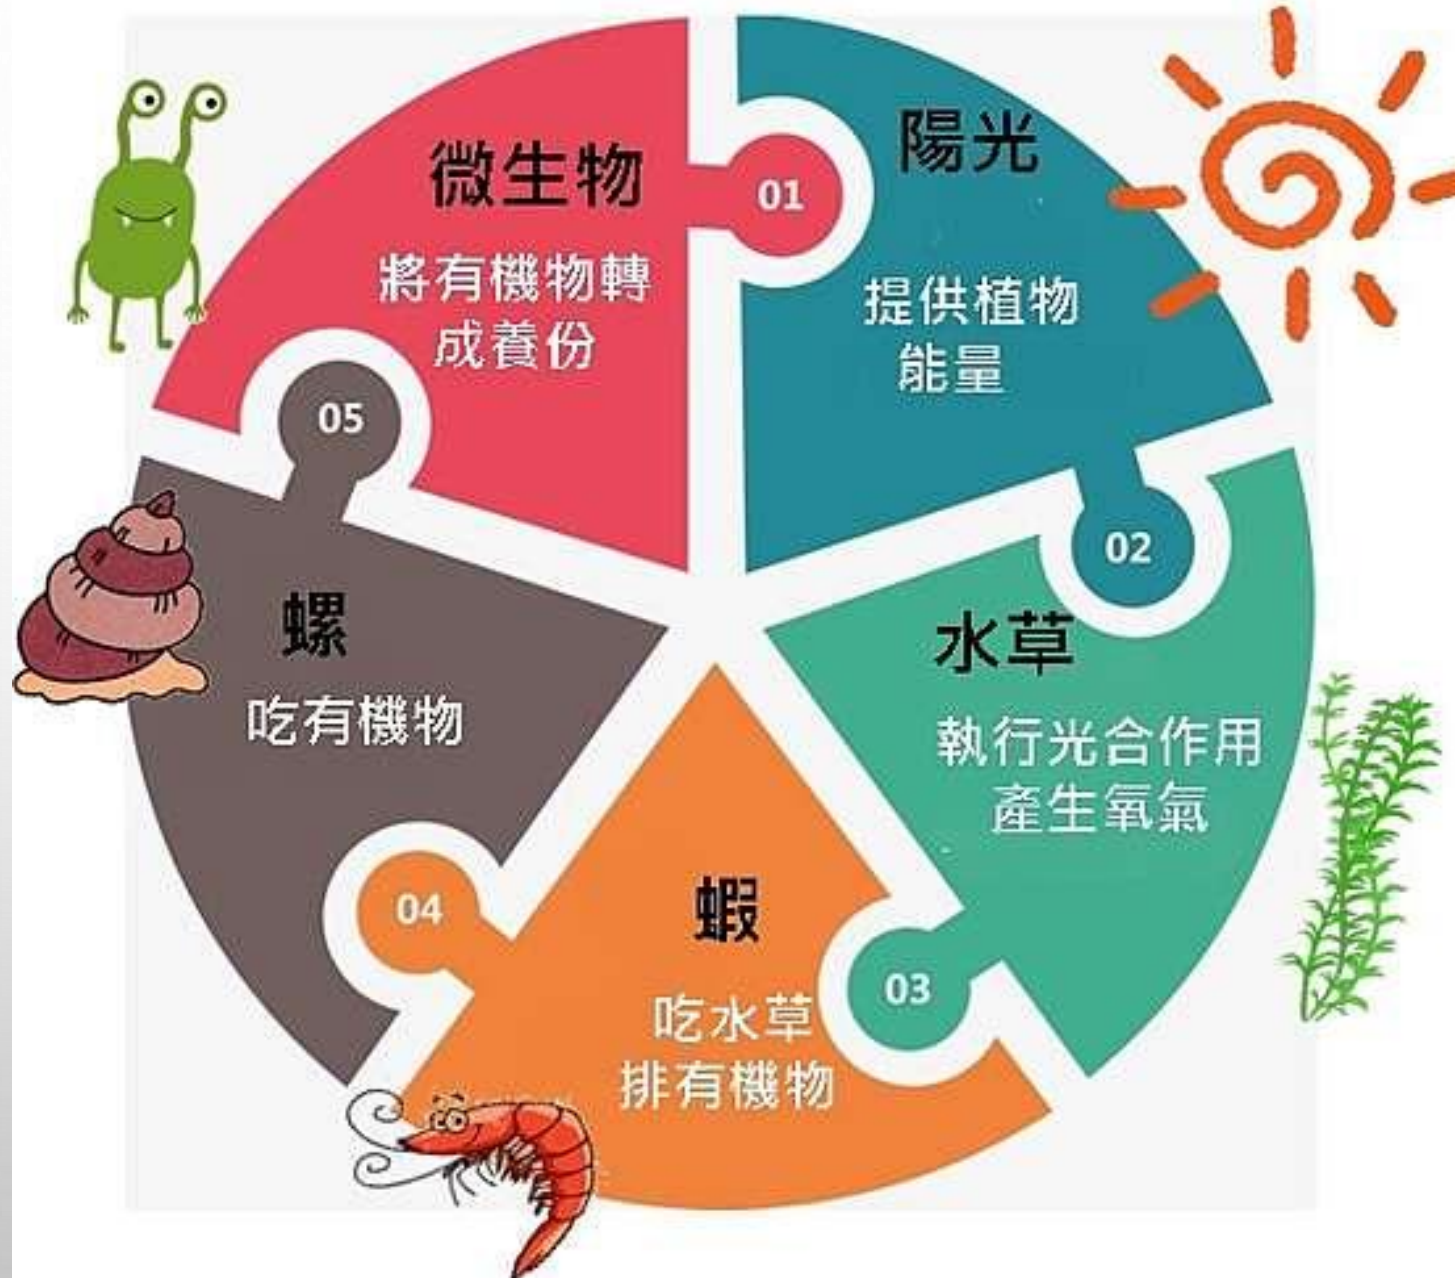 微生物
將有機物轉
成養份
01
陽光
提供植物
能量
02
水草
執行光合作用
產生氧氣
03
蝦
吃水草
排有機物
04
螺
吃有機物
05